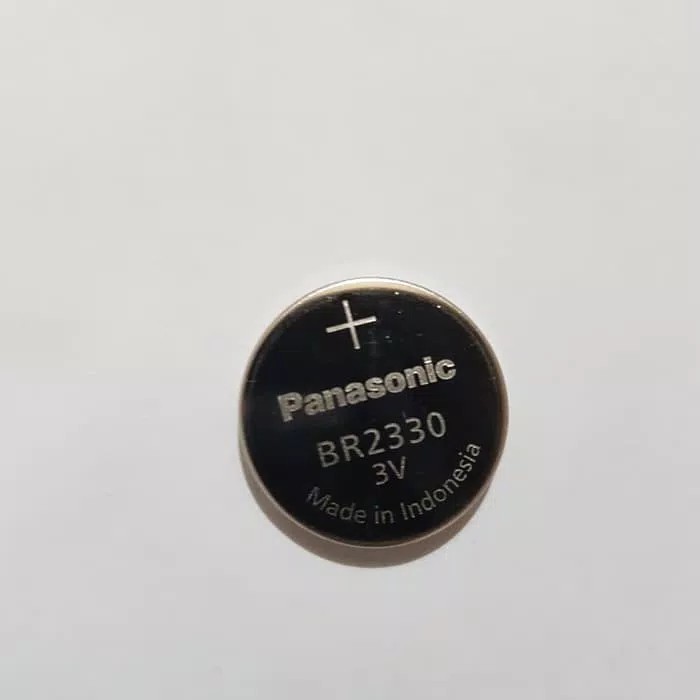 +
Panasonic
BR2330
3V
Made in Indonesia